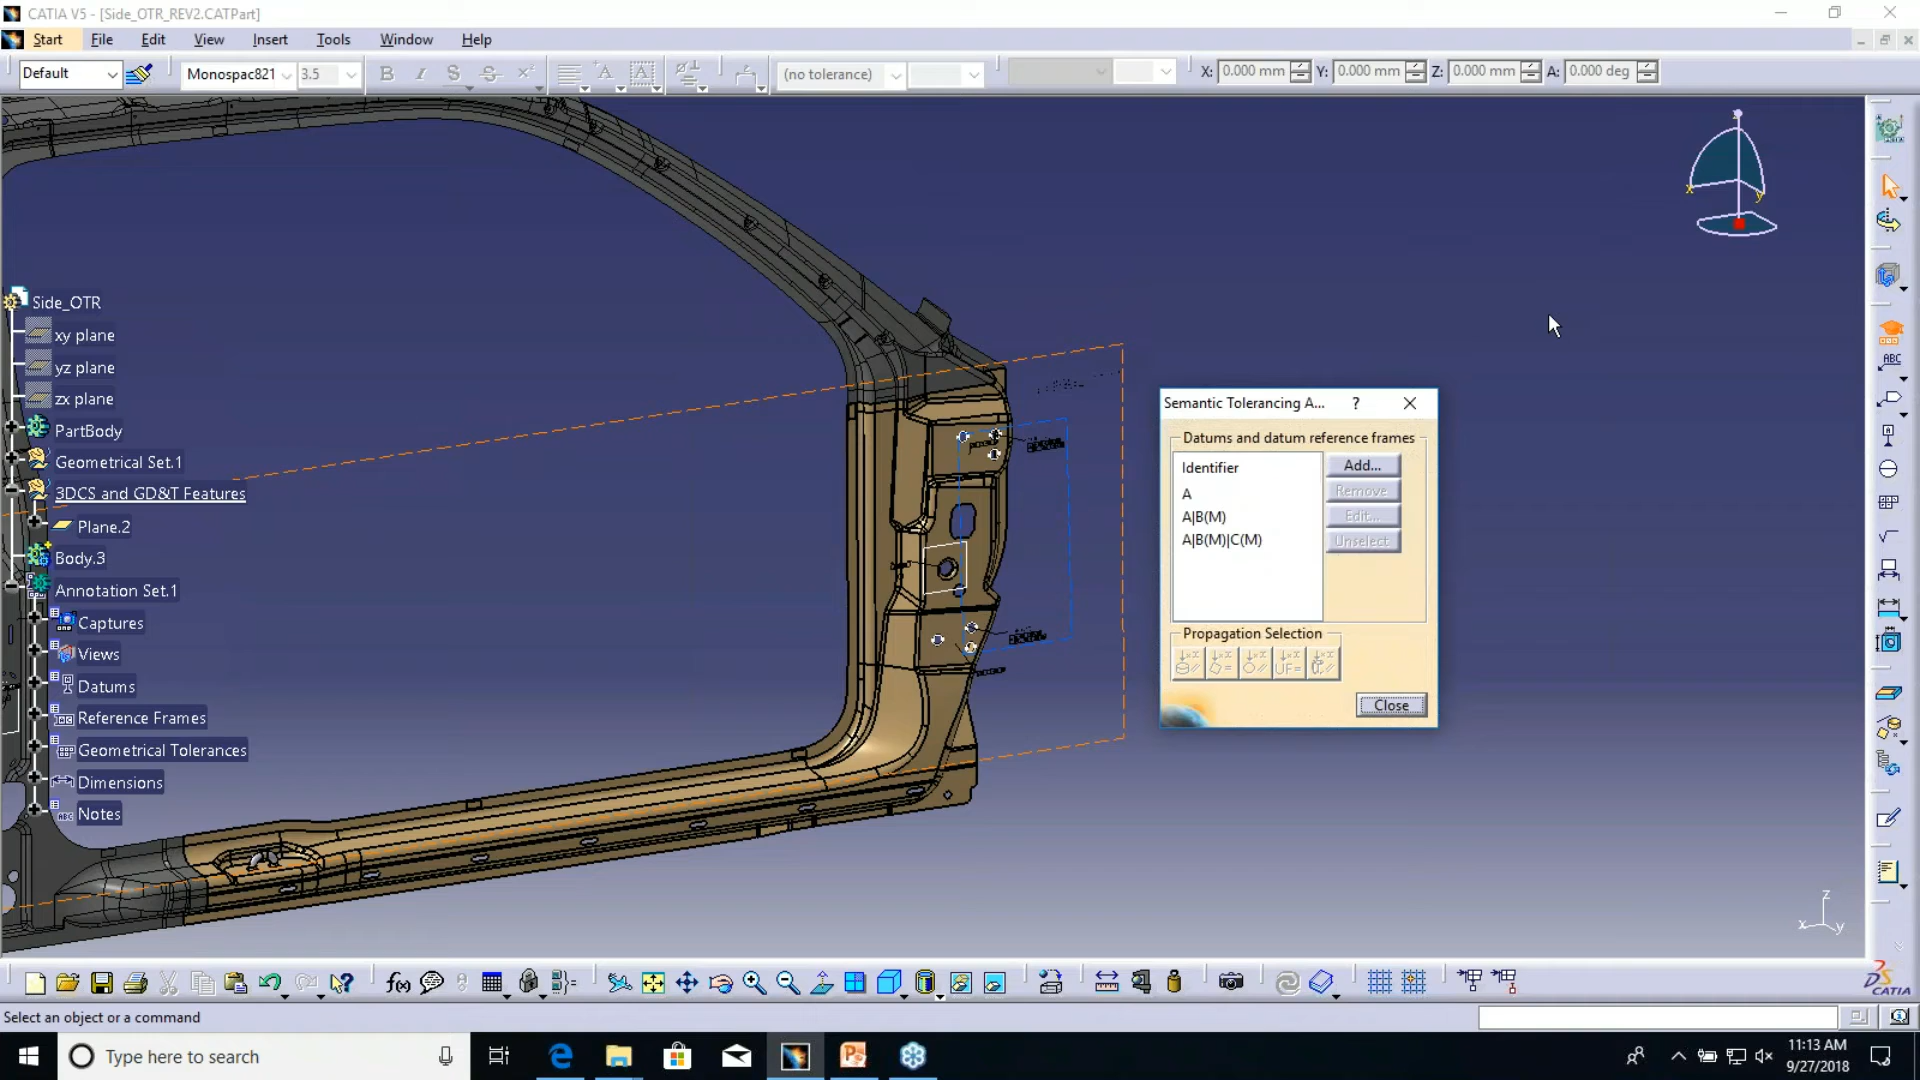 CATIA V5 - [Side_OTR_REV2.CATPart]
Start File Edit View Insert Tools Window Help
Default Monospac821 3.5 B I S S (no tolerance) X: 0.000 mm Y: 0.000 mm Z: 0.000 mm A: 0.000 deg
Side_OTR
xy plane
yz plane
zx plane
PartBody
Geometrical Set.1
3DCS and GD&T Features
Plane.2
Body.3
Annotation Set.1
Captures
Views
Datums
Reference Frames
Geometrical Tolerances
Dimensions
Notes
Semantic Tolerancing A... ?
Datums and datum reference frames
Identifier
A
A|B(M)
A|B(M)|C(M)
Add...
Remove
Edit...
Unselect
Propagation Selection
Close
x
y
z
x
y
ABC
CATIA
Select an object or a command
Type here to search
11:13 AM
9/27/2018